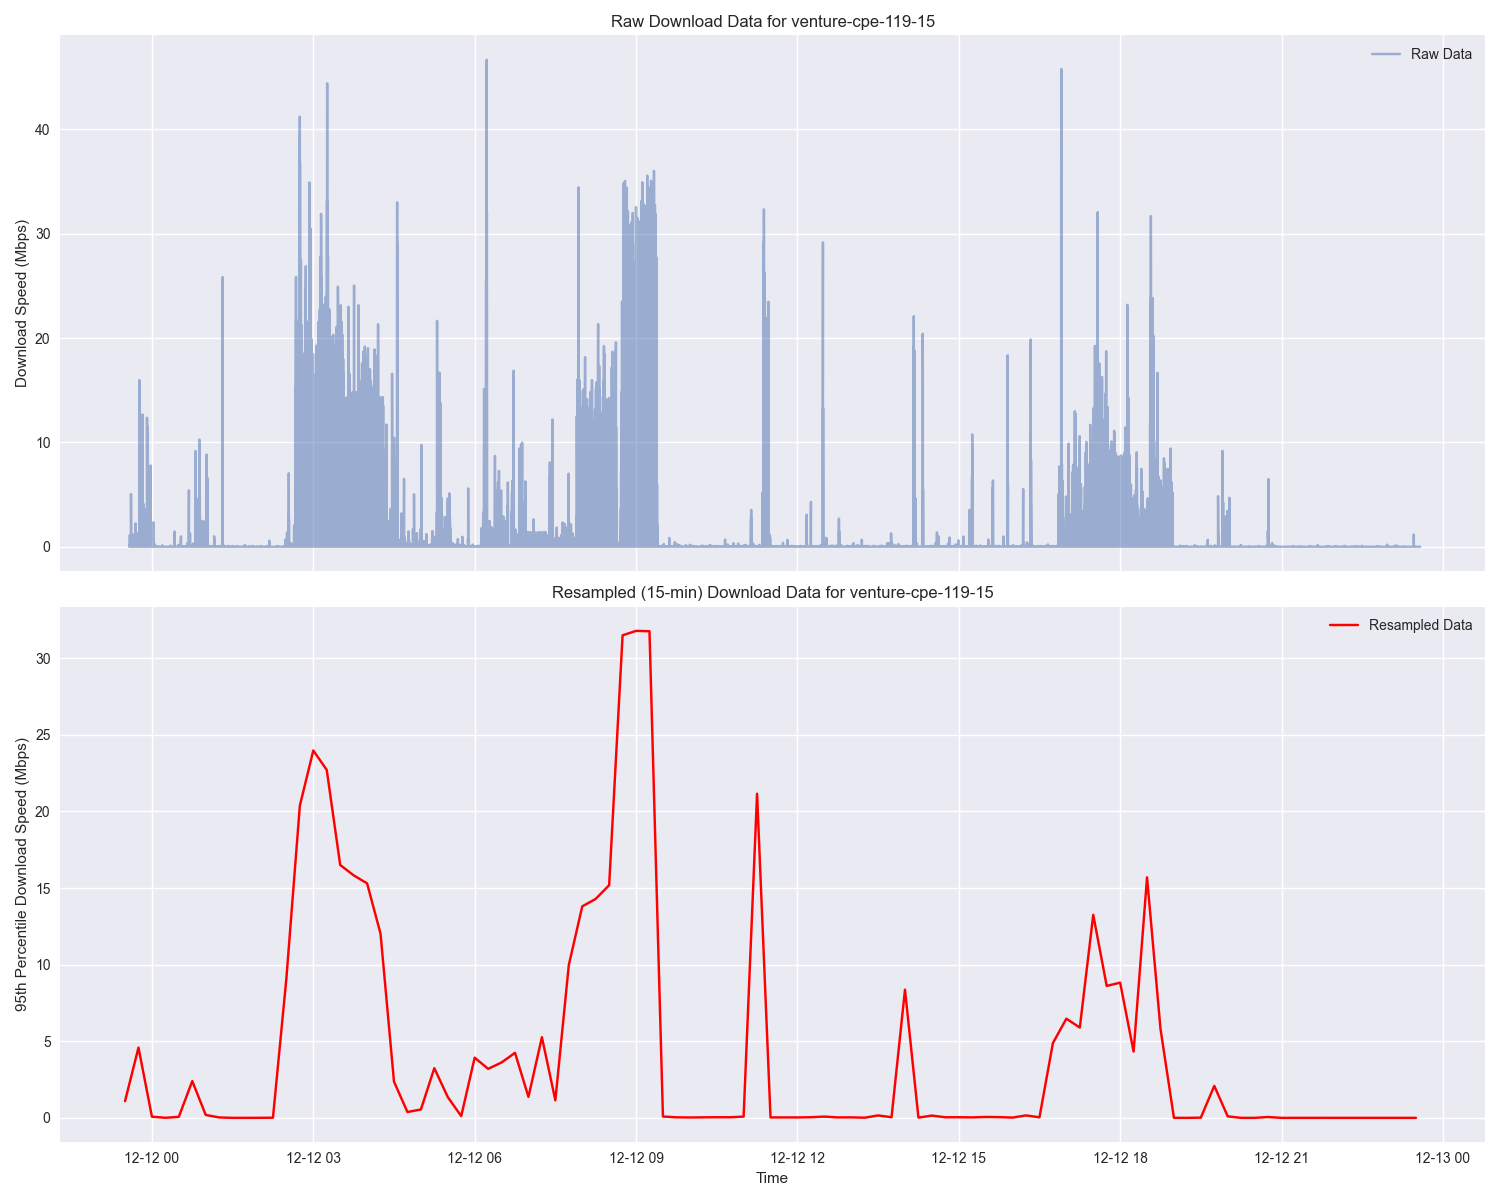 Raw Download Data for venture-cpe-119-15
Raw Data
Download Speed (Mbps)
40
30
20
10
0
Resampled (15-min) Download Data for venture-cpe-119-15
Resampled Data
95th Percentile Download Speed (Mbps)
30
25
20
15
10
5
0
12-12 00 12-12 03 12-12 06 12-12 09 12-12 12 12-12 15 12-12 18 12-12 21 12-13 00
Time